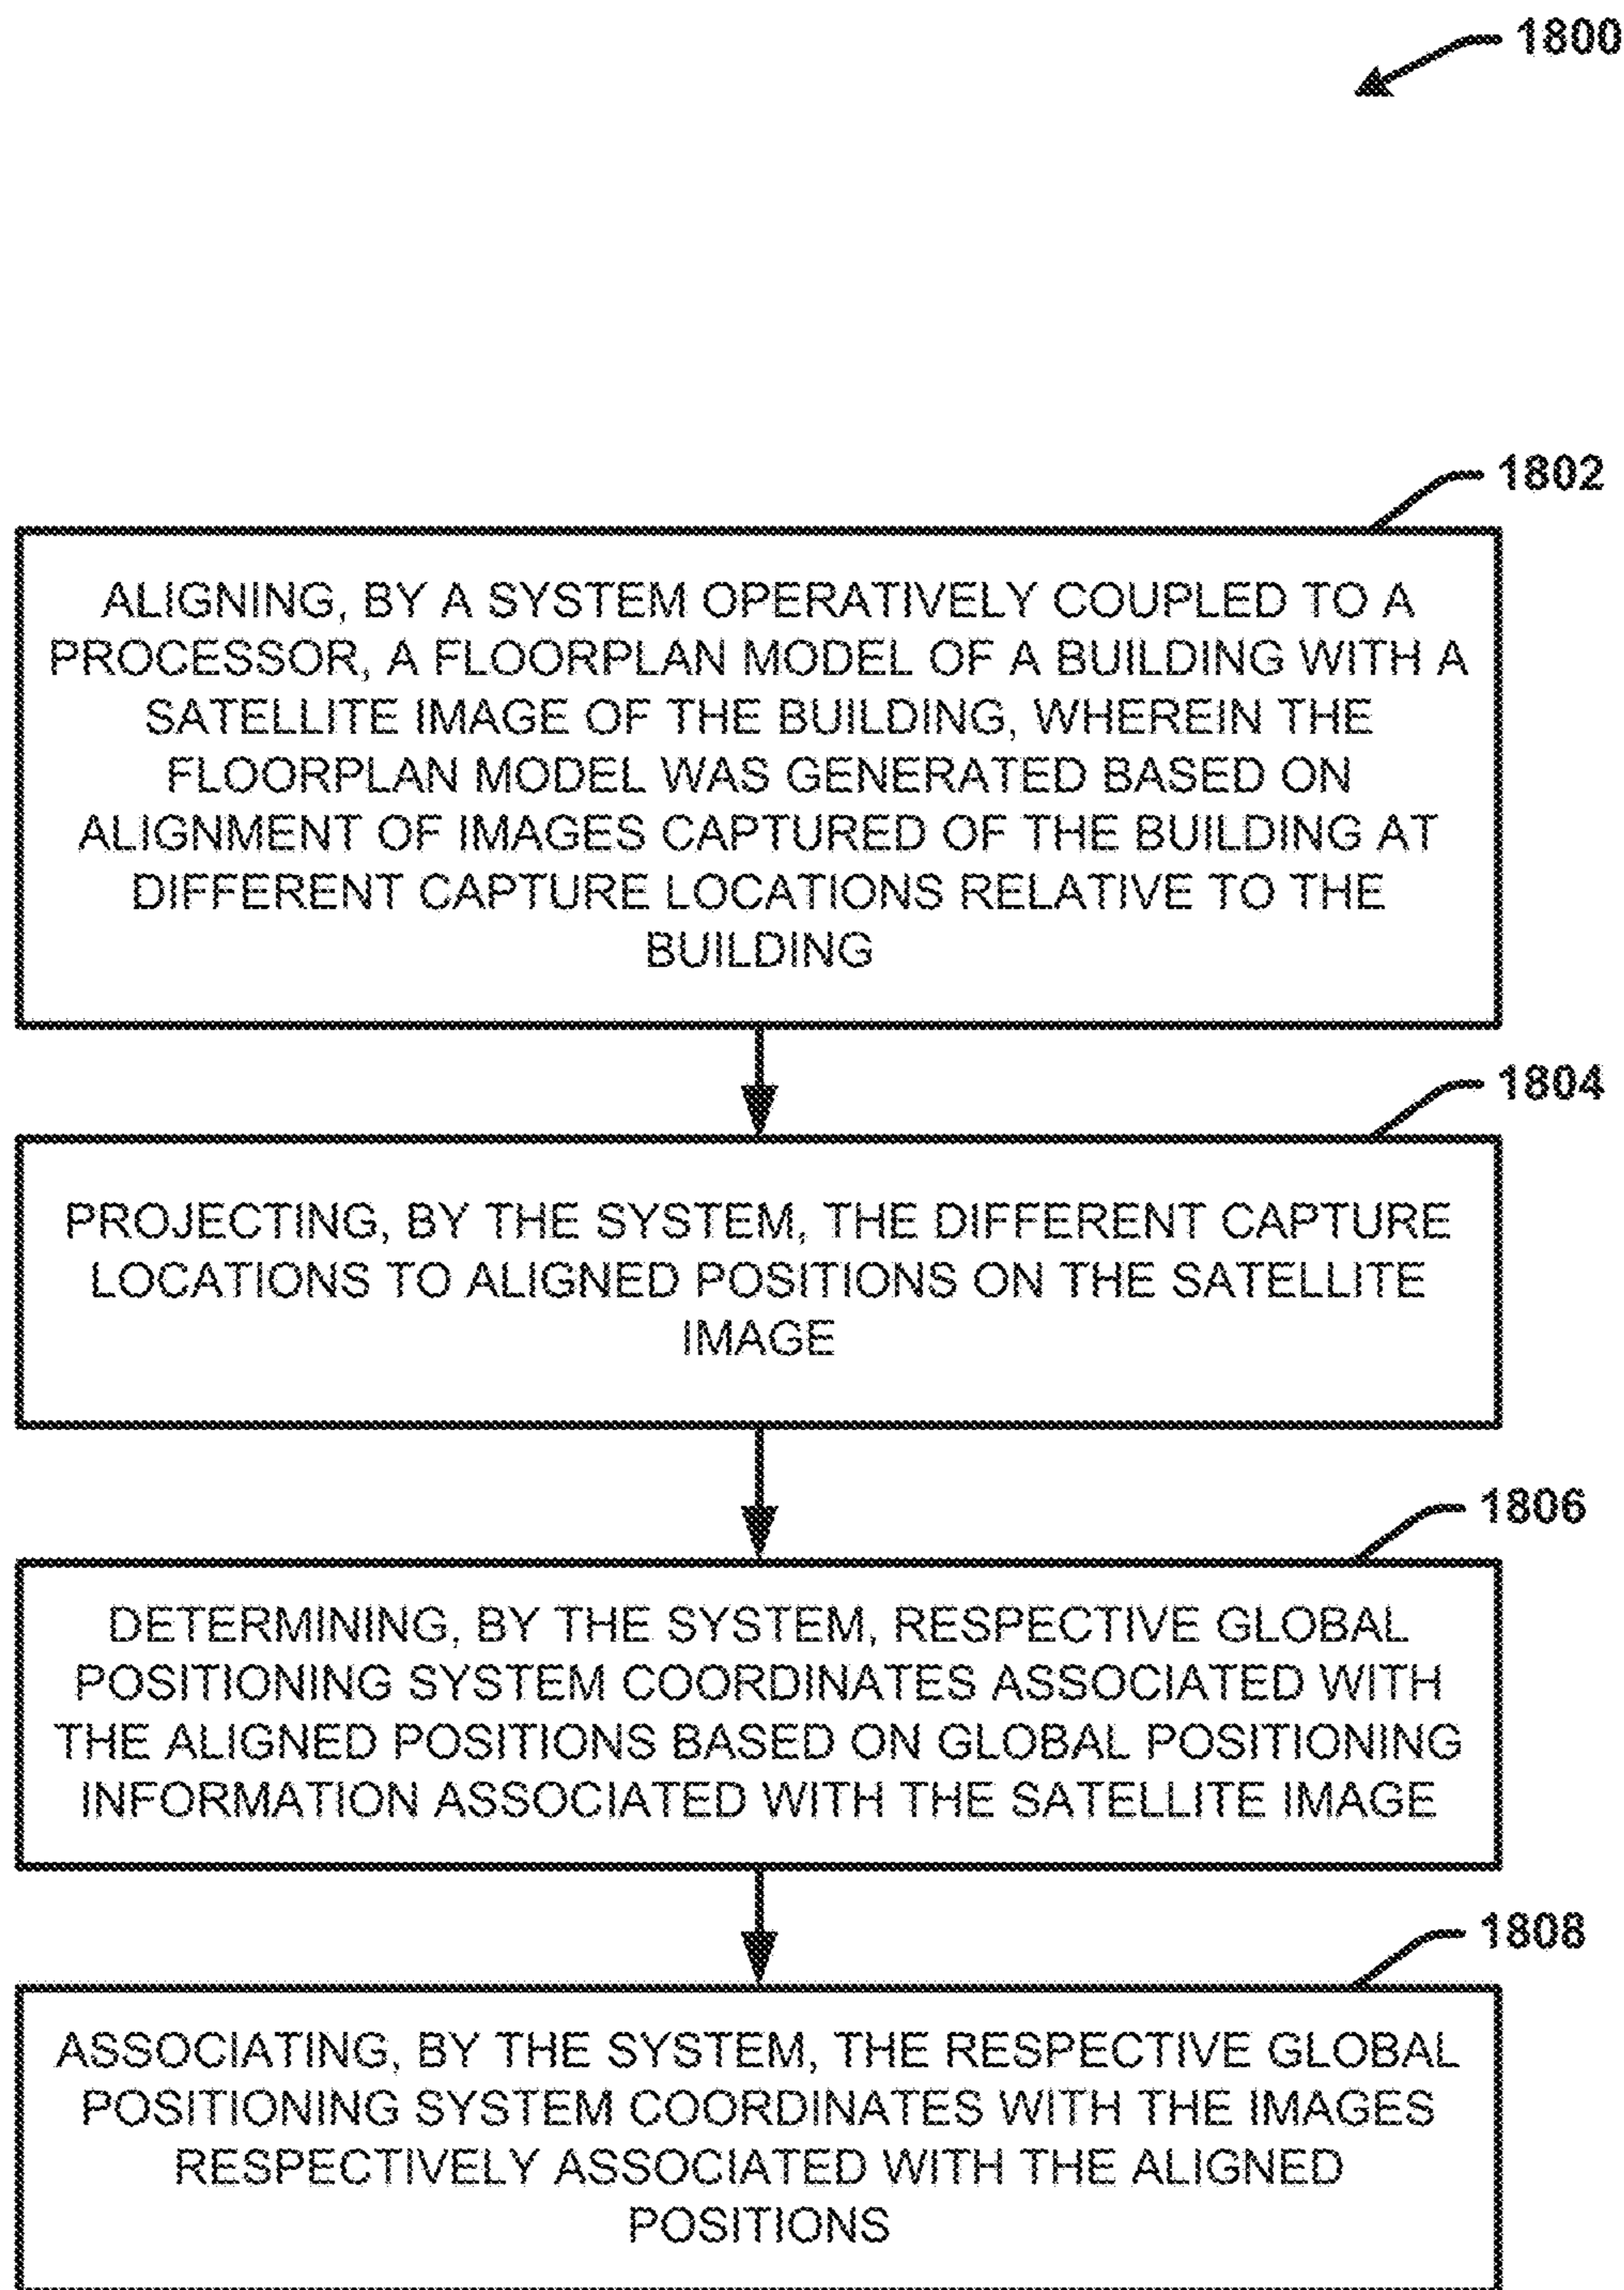 1800
1802
ALIGNING, BY A SYSTEM OPERATIVELY COUPLED TO A
PROCESSOR, A FLOORPLAN MODEL OF A BUILDING WITH A
SATELLITE IMAGE OF THE BUILDING, WHEREIN THE
FLOORPLAN MODEL WAS GENERATED BASED ON
ALIGNMENT OF IMAGES CAPTURED OF THE BUILDING AT
DIFFERENT CAPTURE LOCATIONS RELATIVE TO THE
BUILDING
1804
PROJECTING, BY THE SYSTEM, THE DIFFERENT CAPTURE
LOCATIONS TO ALIGNED POSITIONS ON THE SATELLITE
IMAGE
1806
DETERMINING, BY THE SYSTEM, RESPECTIVE GLOBAL
POSITIONING SYSTEM COORDINATES ASSOCIATED WITH
THE ALIGNED POSITIONS BASED ON GLOBAL POSITIONING
INFORMATION ASSOCIATED WITH THE SATELLITE IMAGE
1808
ASSOCIATING, BY THE SYSTEM, THE RESPECTIVE GLOBAL
POSITIONING SYSTEM COORDINATES WITH THE IMAGES
RESPECTIVELY ASSOCIATED WITH THE ALIGNED
POSITIONS